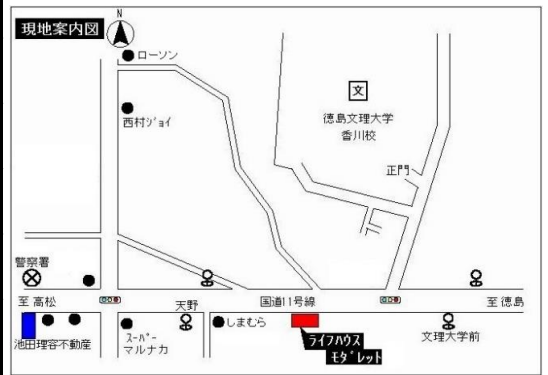 現地案内図
N
ローソン
西村ジョイ
文
徳島文理大学
香川校
正門
警察署
至 高松
天野
国道11号線
至 徳島
池田理容不動産
スーパー
マルナカ
しまむら
ライフハウス
モダレット
文理大学前